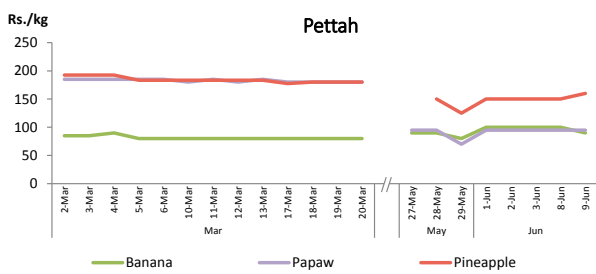 Rs./kg
Pettah
250
200
150
100
50
0
2-Mar
3-Mar
4-Mar
5-Mar
6-Mar
10-Mar
11-Mar
12-Mar
13-Mar
17-Mar
18-Mar
19-Mar
20-Mar
27-May
28-May
29-May
1-Jun
2-Jun
3-Jun
5-Jun
8-Jun
9-Jun
Mar
//
May
Jun
Banana
Papaw
Pineapple